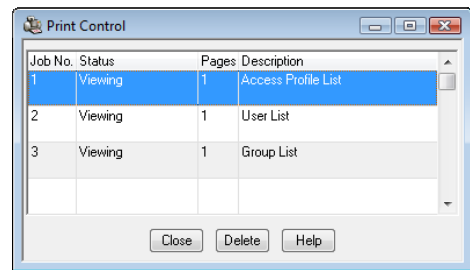 Print Control
Job No. Status Pages Description
1 Viewing 1 Access Profile List
2 Viewing 1 User List
3 Viewing 1 Group List
Close Delete Help